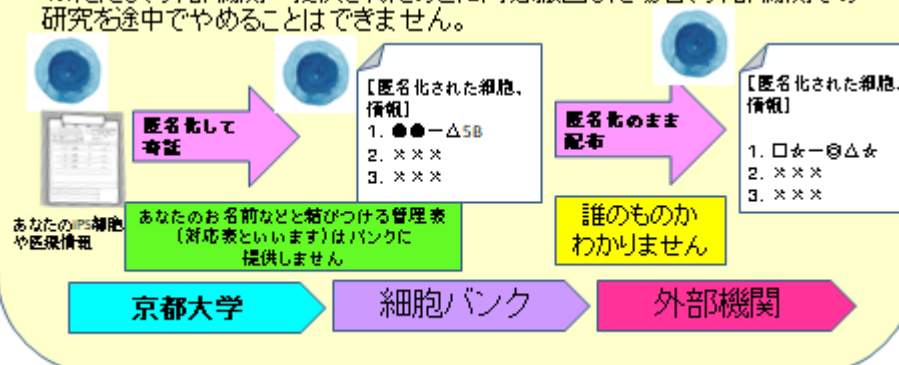 研究を途中でやめることはできません。
匿名化して
寄託
[匿名化された細胞、
情報]
1. ●●－△5B
2. ×××
3. ×××
匿名化のまま
配布
[匿名化された細胞、
情報]
1. □☆－◎△☆
2. ×××
3. ×××
あなたのiPS細胞
や医療情報
あなたのお名前などと結びつける管理表
(対応表といいます)はバンクに
提供しません
誰のものか
わかりません
京都大学
細胞バンク
外部機関